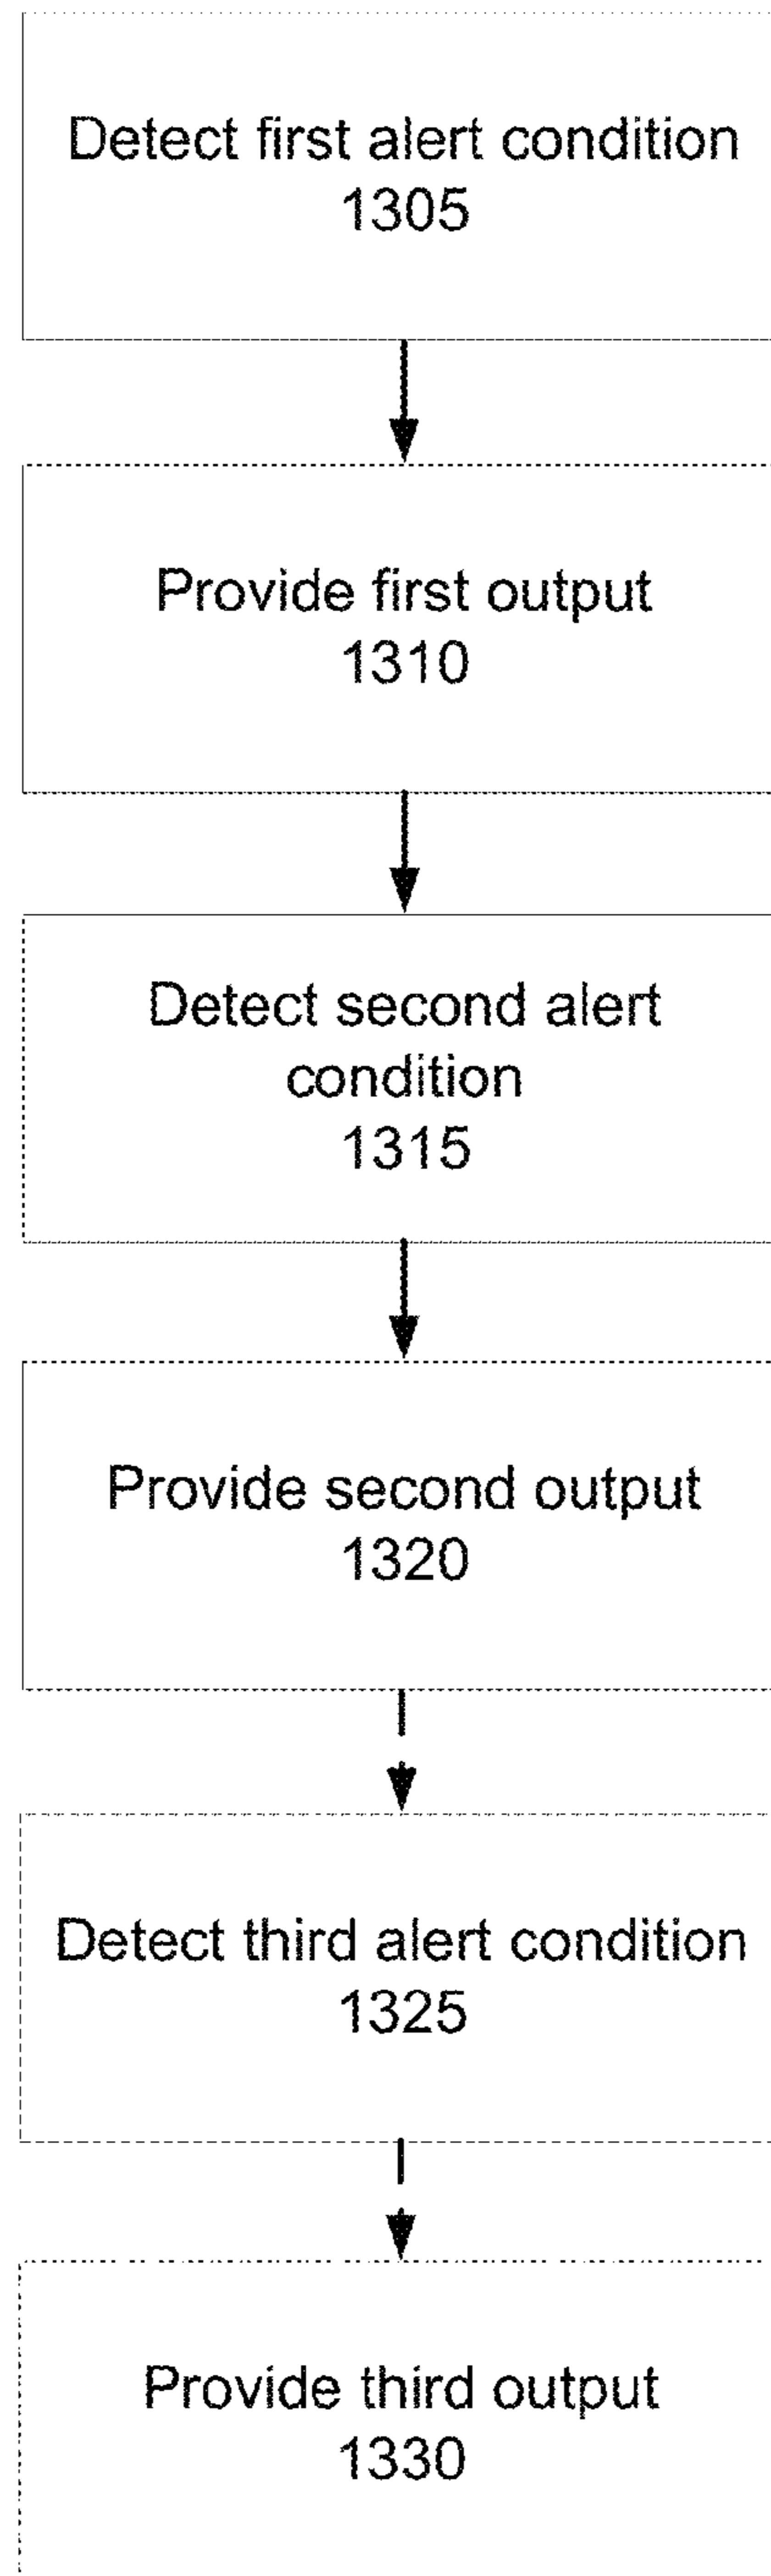 Detect first alert condition
1305
Provide first output
1310
Detect second alert
condition
1315
Provide second output
1320
Detect third alert condition
1325
Provide third output
1330